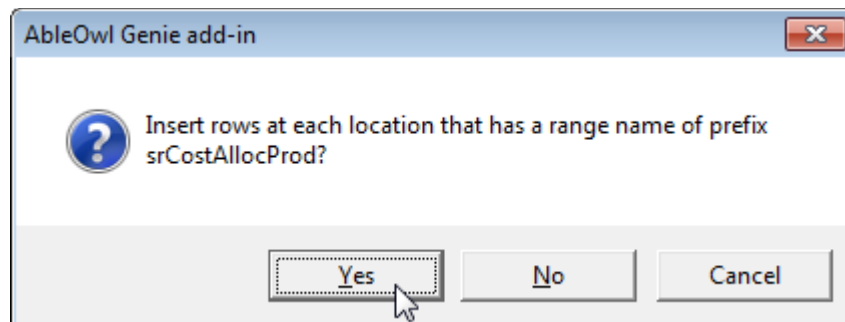 AbleOwl Genie add-in
Insert rows at each location that has a range name of prefix
srCostAllocProd?
Yes No Cancel